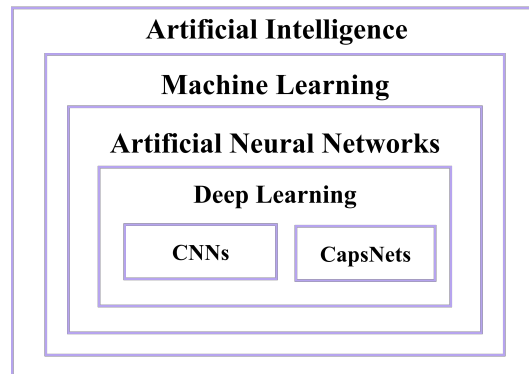 Artificial Intelligence
Machine Learning
Artificial Neural Networks
Deep Learning
CNNs
CapsNets